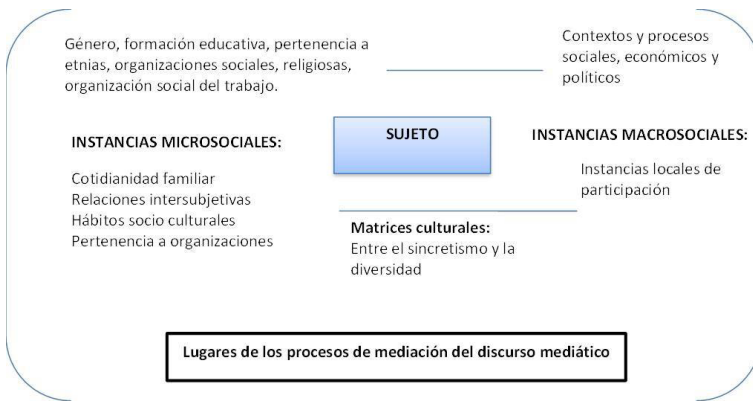 Género, formación educativa, pertenencia a
etnias, organizaciones sociales, religiosas,
organización social del trabajo.
Contextos y procesos
sociales, económicos y
políticos
INSTANCIAS MICROSOCIALES:
Cotidianidad familiar
Relaciones intersubjetivas
Hábitos socio culturales
Pertenencia a organizaciones
SUJETO
INSTANCIAS MACROSOCIALES:
Instancias locales de
participación
Matrices culturales:
Entre el sincretismo y la
diversidad
Lugares de los procesos de mediación del discurso mediático